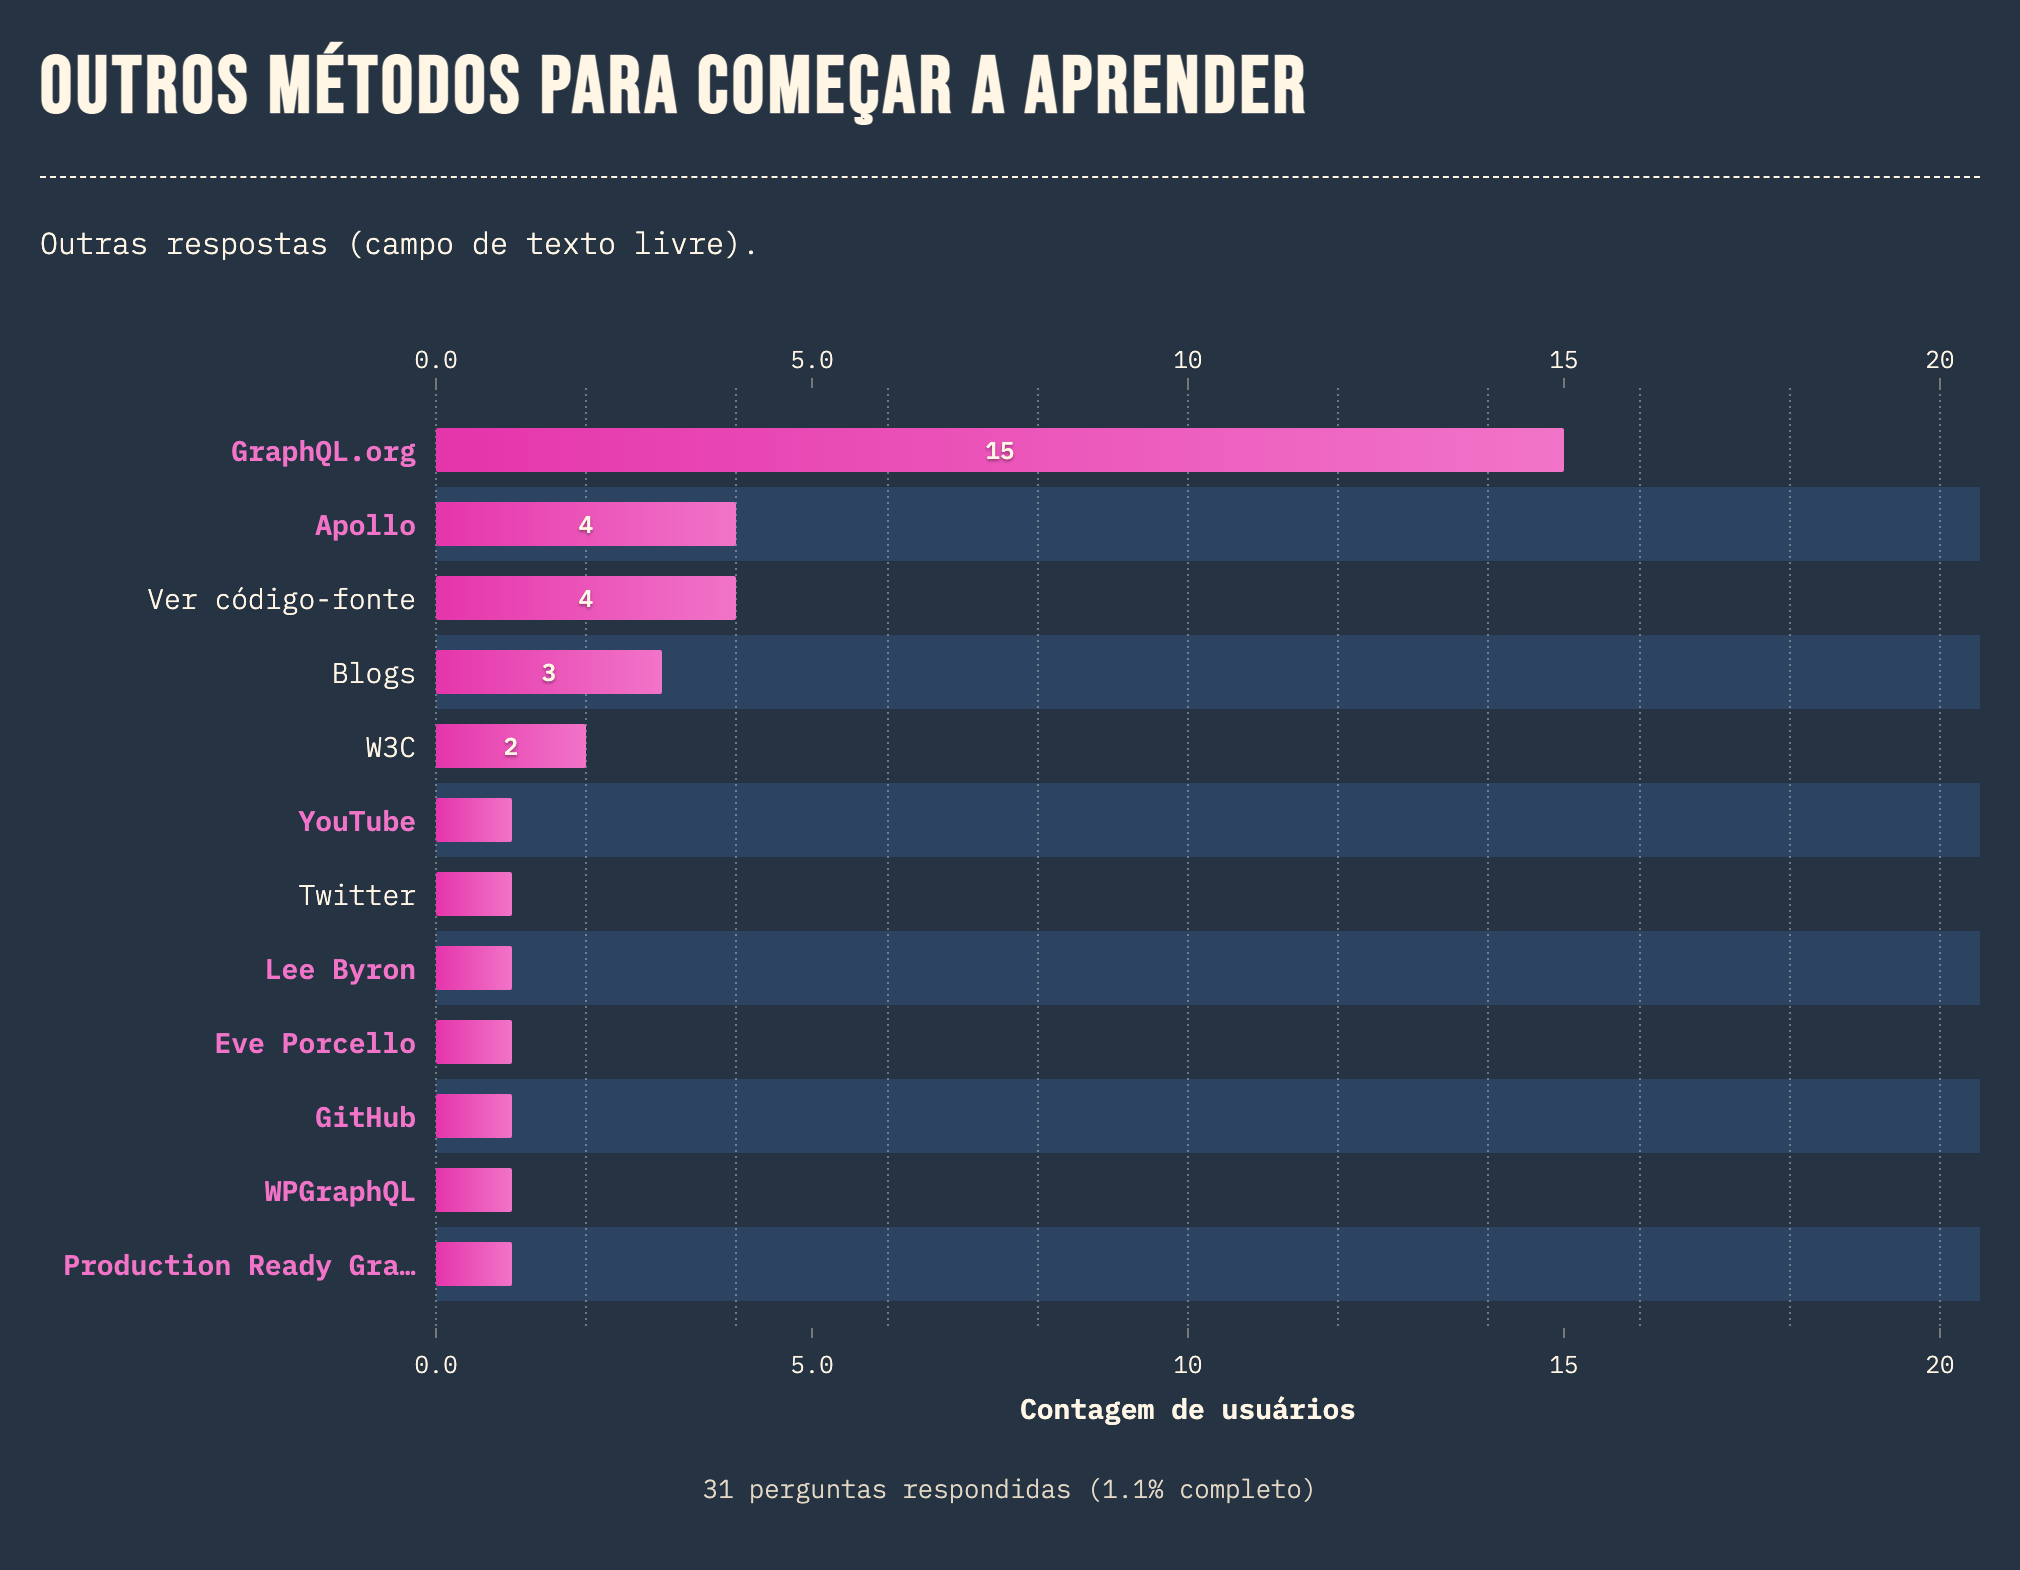 OUTROS MÉTODOS PARA COMEÇAR A APRENDER
Outras respostas (campo de texto livre).
0.0 5.0 10 15 20
GraphQL.org 15
Apollo 4
Ver código-fonte 4
Blogs 3
W3C 2
YouTube
Twitter
Lee Byron
Eve Porcello
GitHub
WPGraphQL
Production Ready Gra…
0.0 5.0 10 15 20
Contagem de usuários
31 perguntas respondidas (1.1% completo)